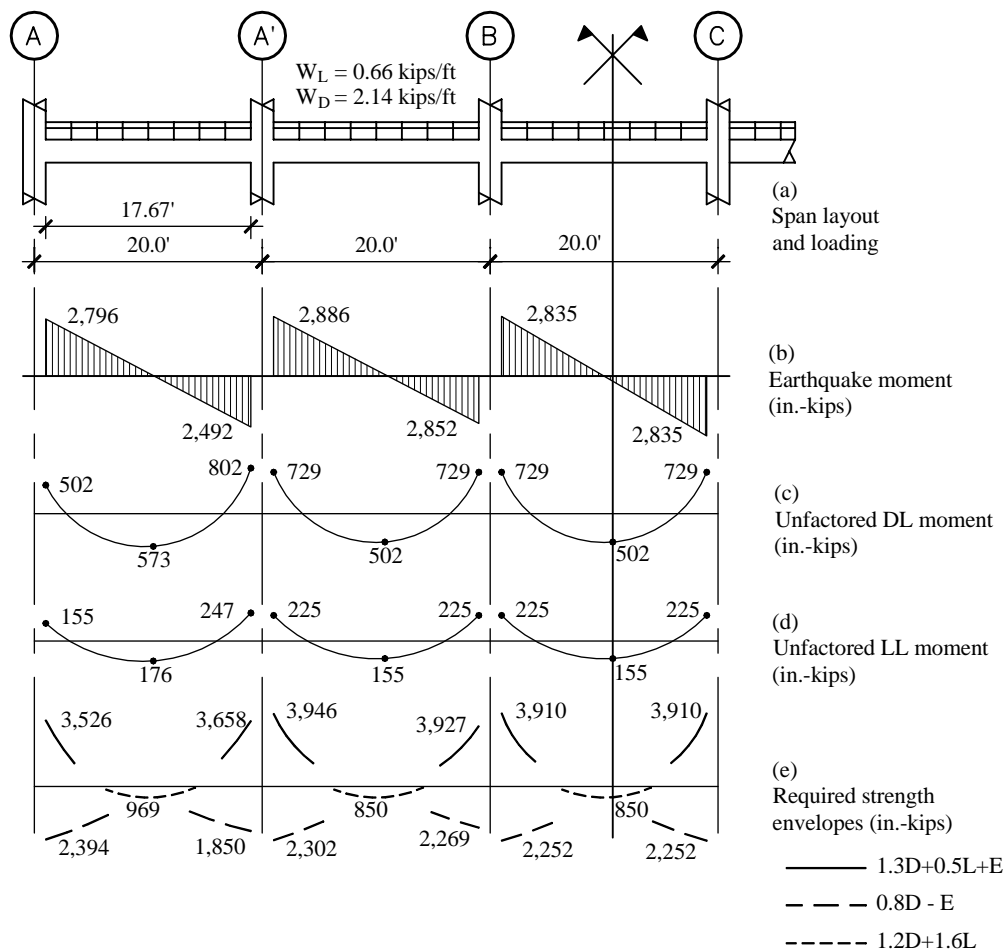 A A' B C
W_L = 0.66 kips/ft
W_D = 2.14 kips/ft
(a)
Span layout
and loading
17.67'
20.0' 20.0' 20.0'
2,796 2,886 2,835
2,492 2,852 2,835
(b)
Earthquake moment
(in.-kips)
502 802 729 729 729 729
573 502 502
(c)
Unfactored DL moment
(in.-kips)
155 247 225 225 225 225
176 155 155
(d)
Unfactored LL moment
(in.-kips)
3,526 3,658 3,946 3,927 3,910 3,910
969 850 850
2,394 1,850 2,302 2,269 2,252 2,252
(e)
Required strength
envelopes (in.-kips)
1.3D+0.5L+E
0.8D - E
1.2D+1.6L